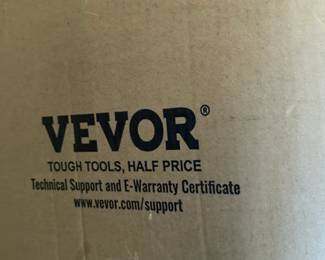 VEVOR®
TOUGH TOOLS, HALF PRICE
Technical Support and E-Warranty Certificate
www.vevor.com/support